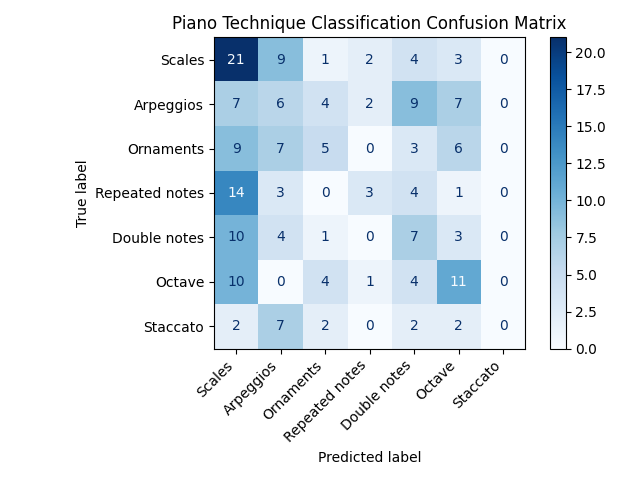 Piano Technique Classification Confusion Matrix
True label
Scales 21 9 1 2 4 3 0
Arpeggios 7 6 4 2 9 7 0
Ornaments 9 7 5 0 3 6 0
Repeated notes 14 3 0 3 4 1 0
Double notes 10 4 1 0 7 3 0
Octave 10 0 4 1 4 11 0
Staccato 2 7 2 0 2 2 0
Scales
Arpeggios
Ornaments
Repeated notes
Double notes
Octave
Staccato
Predicted label
20.0
17.5
15.0
12.5
10.0
7.5
5.0
2.5
0.0